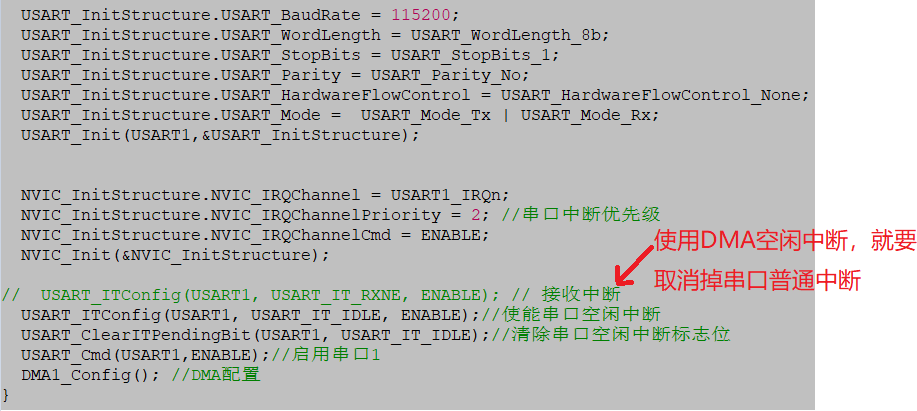 USART_InitStructure.USART_BaudRate = 115200;
USART_InitStructure.USART_WordLength = USART_WordLength_8b;
USART_InitStructure.USART_StopBits = USART_StopBits_1;
USART_InitStructure.USART_Parity = USART_Parity_No;
USART_InitStructure.USART_HardwareFlowControl = USART_HardwareFlowControl_None;
USART_InitStructure.USART_Mode =  USART_Mode_Tx | USART_Mode_Rx;
USART_Init(USART1,&USART_InitStructure);
NVIC_InitStructure.NVIC_IRQChannel = USART1_IRQn;
NVIC_InitStructure.NVIC_IRQChannelPriority = 2; //串口中断优先级
NVIC_InitStructure.NVIC_IRQChannelCmd = ENABLE;
NVIC_Init(&NVIC_InitStructure);
使用DMA空闲中断，就要
取消掉串口普通中断
//  USART_ITConfig(USART1, USART_IT_RXNE, ENABLE); // 接收中断
USART_ITConfig(USART1, USART_IT_IDLE, ENABLE);//使能串口空闲中断
USART_ClearITPendingBit(USART1, USART_IT_IDLE);//清除串口空闲中断标志位
USART_Cmd(USART1,ENABLE);//启用串口1
DMA1_Config(); //DMA配置
}